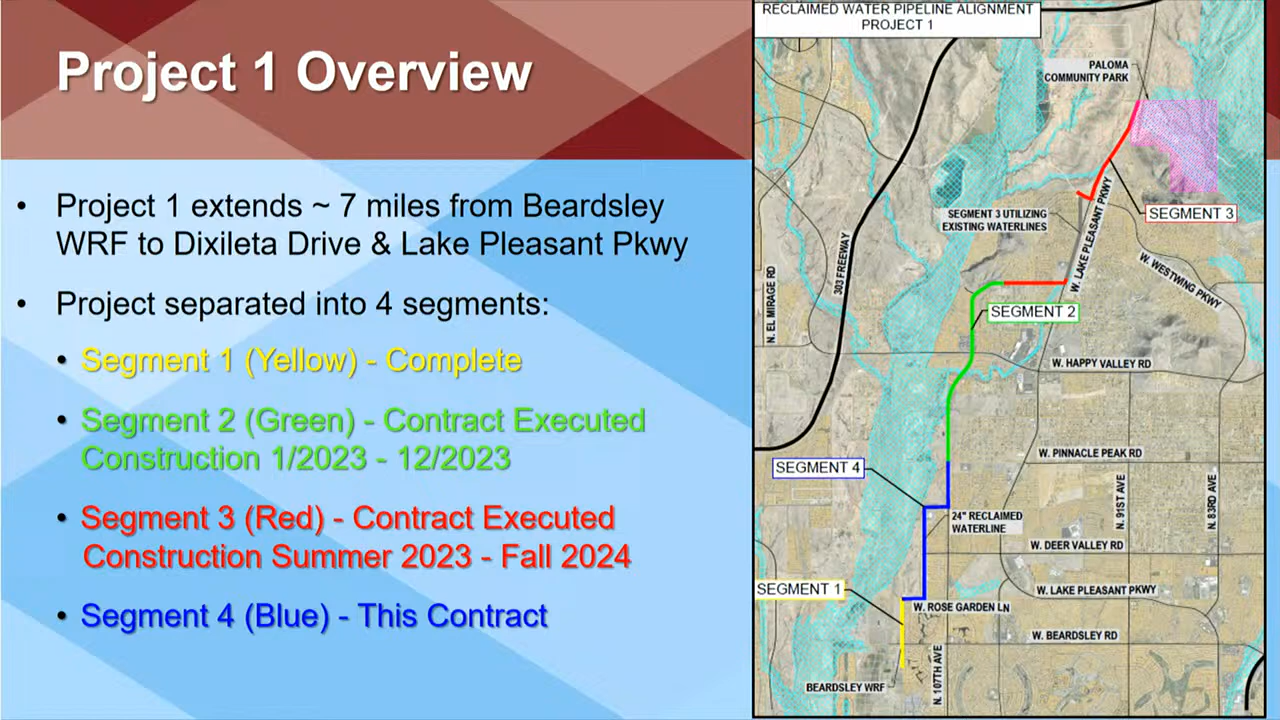 Project 1 Overview
• Project 1 extends ~ 7 miles from Beardsley
WRF to Dixileta Drive & Lake Pleasant Pkwy
• Project separated into 4 segments:
• Segment 1 (Yellow) - Complete
• Segment 2 (Green) - Contract Executed
Construction 1/2023 - 12/2023
• Segment 3 (Red) - Contract Executed
Construction Summer 2023 - Fall 2024
• Segment 4 (Blue) - This Contract
RECLAIMED WATER PIPELINE ALIGNMENT
PROJECT 1
PALOMA
COMMUNITY PARK
SEGMENT 3
SEGMENT 3 UTILIZING
EXISTING WATERLINES
W. LAKE PLEASANT PKWY
303 FREEWAY
N. EL MIRAGE RD
W. WESTWING PKWY
SEGMENT 2
W. HAPPY VALLEY RD
W. PINNACLE PEAK RD
SEGMENT 4
N. 91ST AVE
N. 83RD AVE
24" RECLAIMED
WATERLINE
W. DEER VALLEY RD
SEGMENT 1
W. LAKE PLEASANT PKWY
W. ROSE GARDEN LN
W. BEARDSLEY RD
N. 107TH AVE
BEARDSLEY WRF